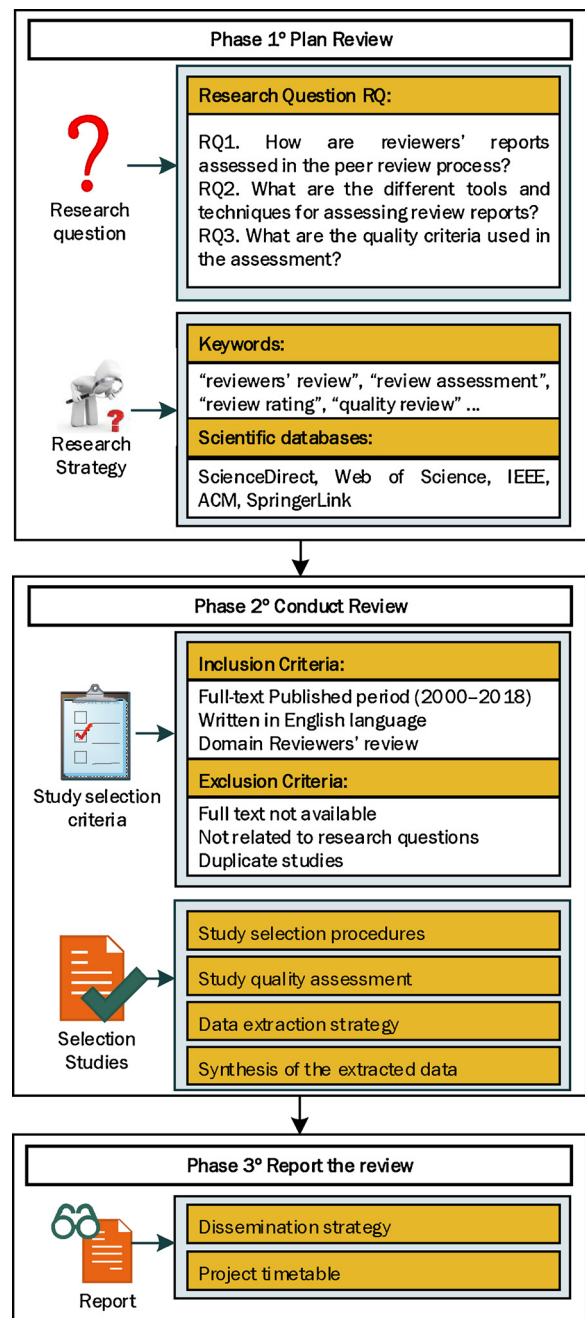 Phase 1° Plan Review
Research Question RQ:
RQ1. How are reviewers’ reports
assessed in the peer review process?
RQ2. What are the different tools and
techniques for assessing review reports?
RQ3. What are the quality criteria used in
the assessment?
?
Research
question
Keywords:
“reviewers’ review”, “review assessment”,
“review rating”, “quality review” ...
Scientific databases:
ScienceDirect, Web of Science, IEEE,
ACM, SpringerLink
?
Research
Strategy
Phase 2° Conduct Review
Inclusion Criteria:
Full-text Published period (2000–2018)
Written in English language
Domain Reviewers’ review
Exclusion Criteria:
Full text not available
Not related to research questions
Duplicate studies
Study selection
criteria
Study selection procedures
Study quality assessment
Data extraction strategy
Synthesis of the extracted data
Selection
Studies
Phase 3° Report the review
Dissemination strategy
Project timetable
Report